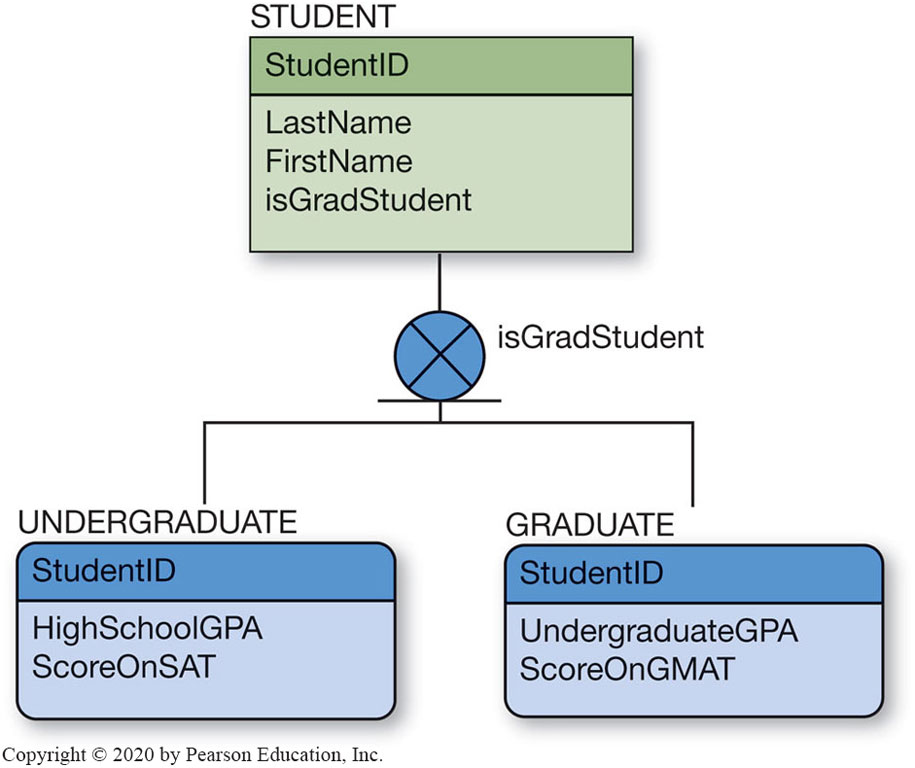 STUDENT
StudentID
LastName
FirstName
isGradStudent
isGradStudent
UNDERGRADUATE
StudentID
HighSchoolGPA
ScoreOnSAT
GRADUATE
StudentID
UndergraduateGPA
ScoreOnGMAT
Copyright © 2020 by Pearson Education, Inc.